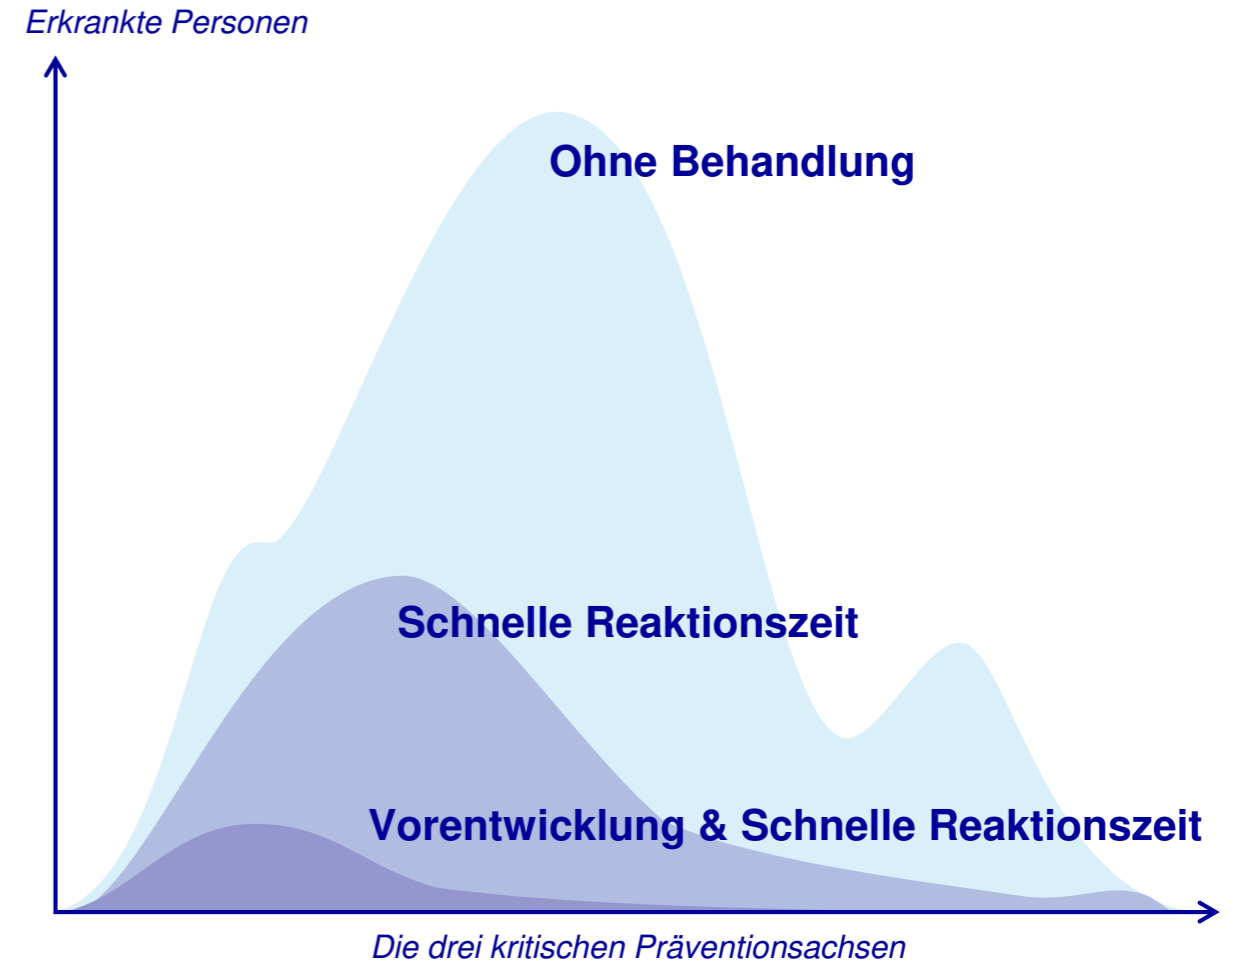 Erkrankte Personen
Ohne Behandlung
Schnelle Reaktionszeit
Vorentwicklung & Schnelle Reaktionszeit
Die drei kritischen Präventionsachsen